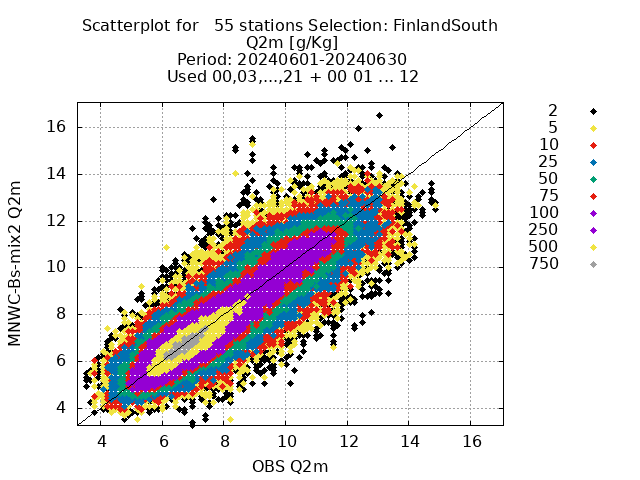 Scatterplot for   55 stations Selection: FinlandSouth
Q2m [g/Kg]
Period: 20240601-20240630
Used 00,03,...,21 + 00 01 ... 12
16
14
12
10
8
6
4
MNWC-Bs-mix2 Q2m
4 6 8 10 12 14 16
OBS Q2m
2
5
10
25
50
75
100
250
500
750